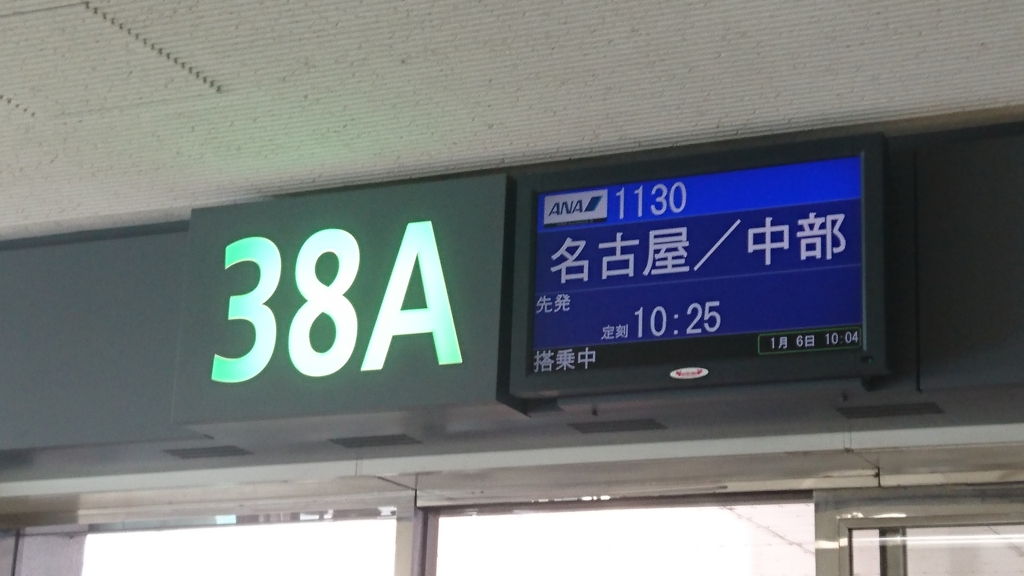 38A
ANA 1130
名古屋／中部
先発
定刻 10:25
搭乗中
1月 6日 10:04